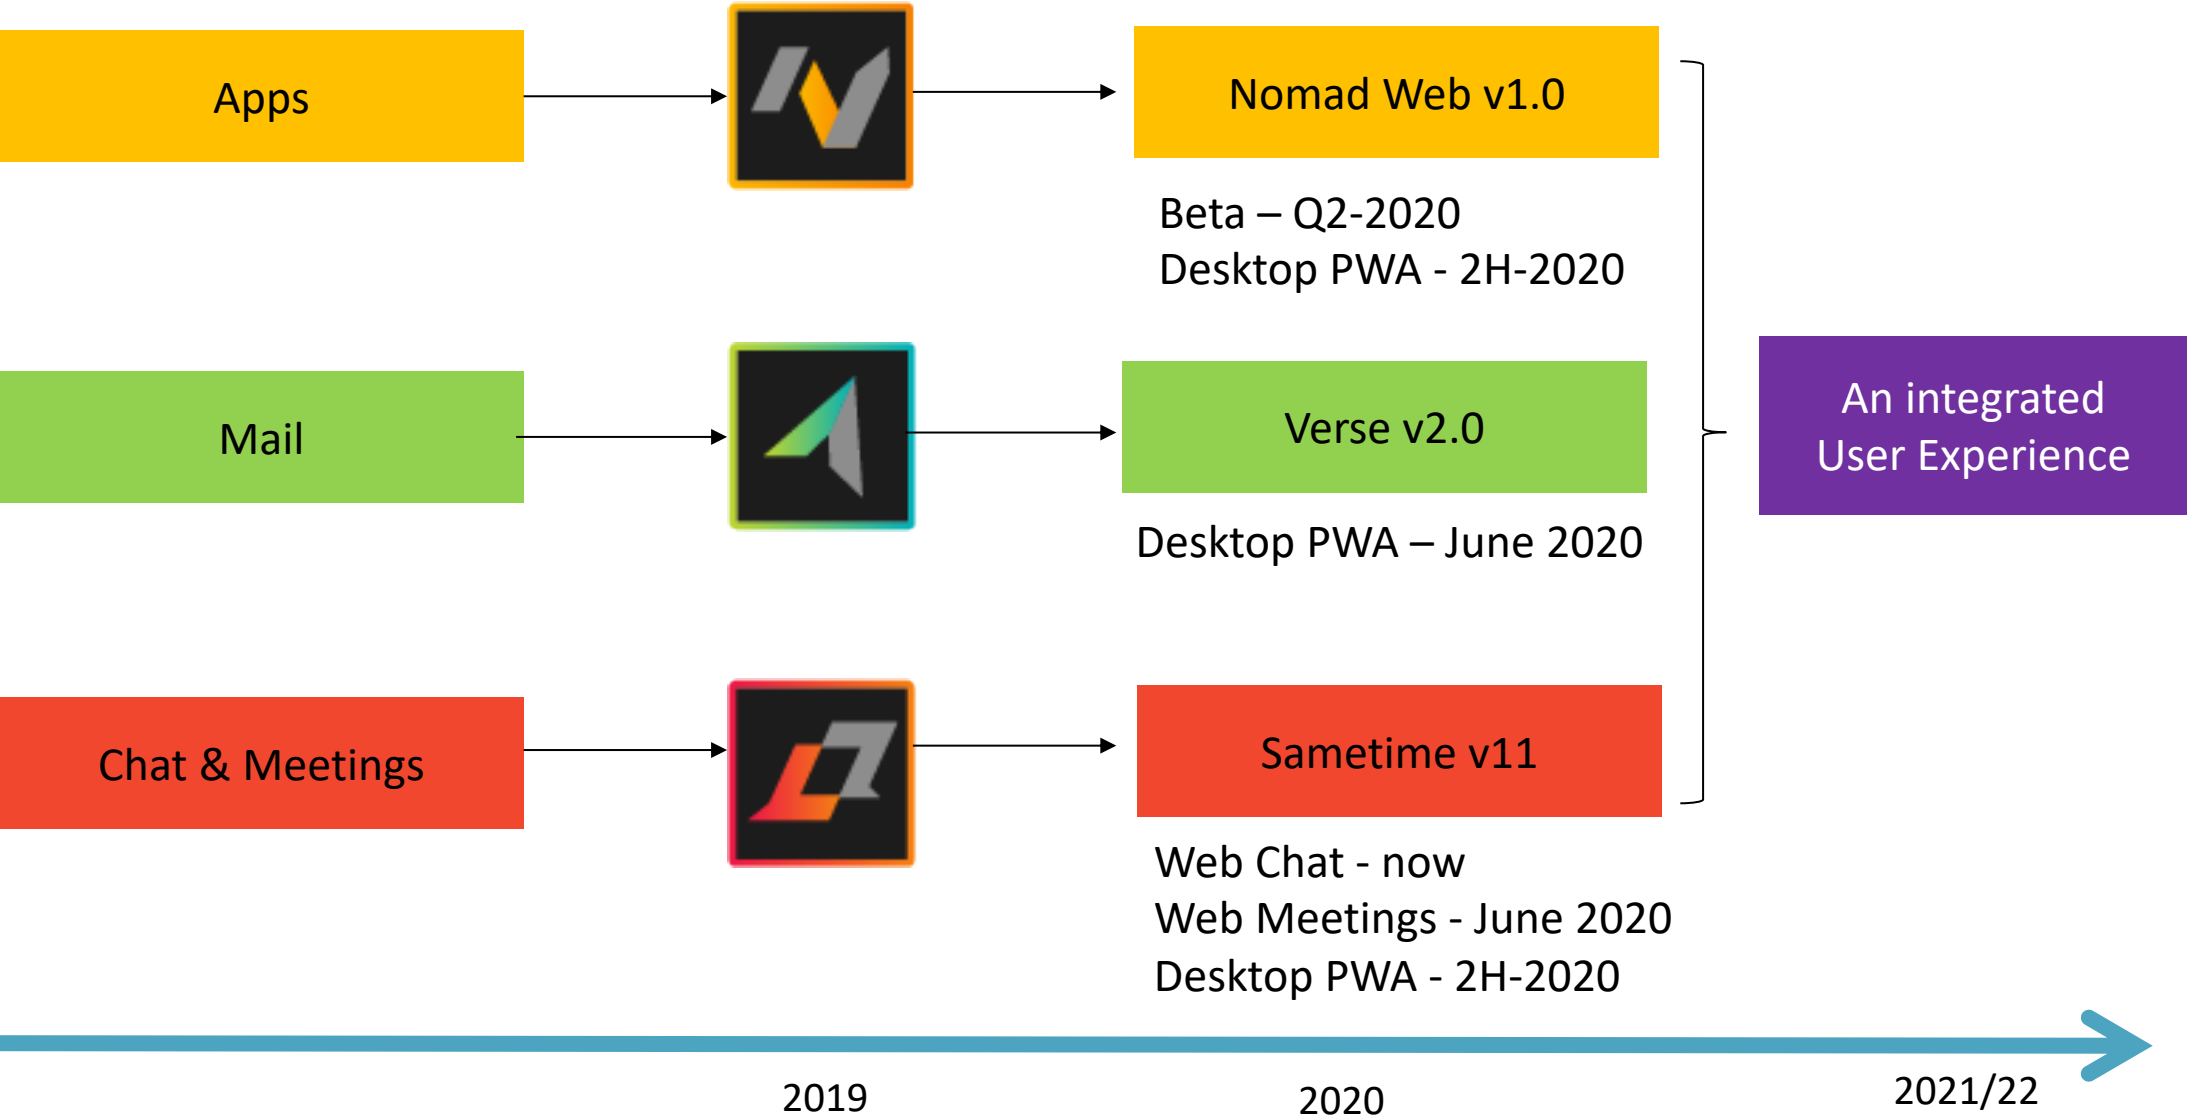 Apps
Nomad Web v1.0
Beta – Q2-2020
Desktop PWA - 2H-2020
Mail
Verse v2.0
Desktop PWA – June 2020
An integrated
User Experience
Chat & Meetings
Sametime v11
Web Chat - now
Web Meetings - June 2020
Desktop PWA - 2H-2020
2019
2020
2021/22